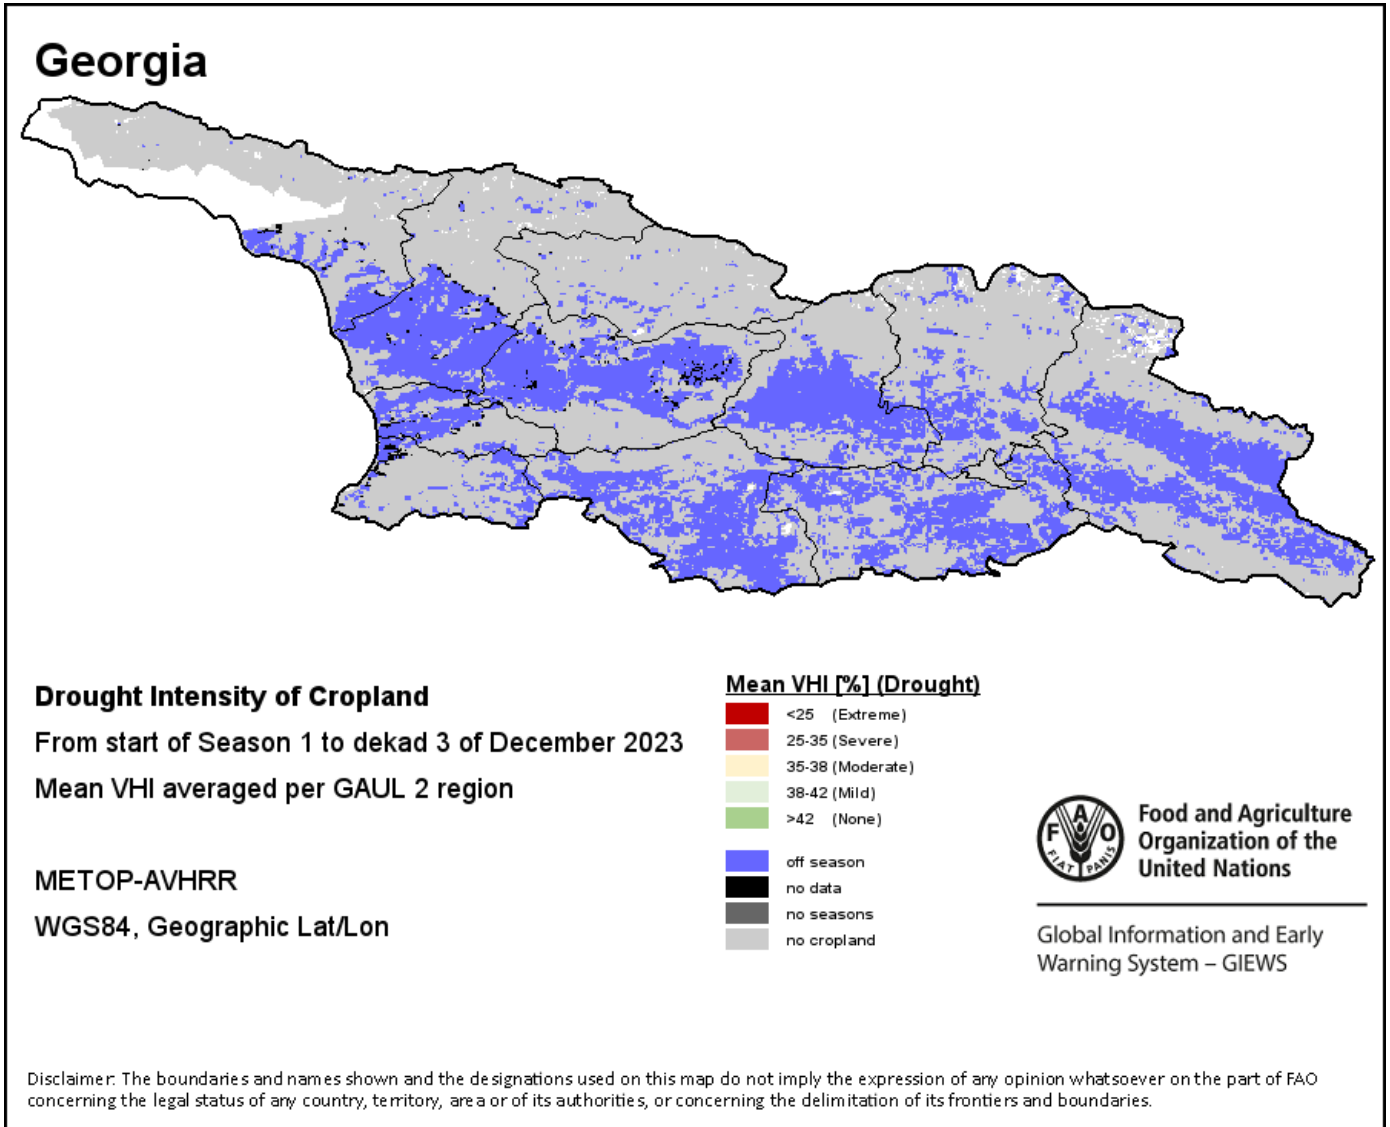 Georgia
Drought Intensity of Cropland
From start of Season 1 to dekad 3 of December 2023
Mean VHI averaged per GAUL 2 region
METOP-AVHRR
WGS84, Geographic Lat/Lon
Mean VHI [%] (Drought)
<25 (Extreme)
25-35 (Severe)
35-38 (Moderate)
38-42 (Mild)
>42 (None)
off season
no data
no seasons
no cropland
F A O
FIAT PANIS
Food and Agriculture
Organization of the
United Nations
Global Information and Early
Warning System – GIEWS
Disclaimer: The boundaries and names shown and the designations used on this map do not imply the expression of any opinion whatsoever on the part of FAO
concerning the legal status of any country, territory, area or of its authorities, or concerning the delimitation of its frontiers and boundaries.